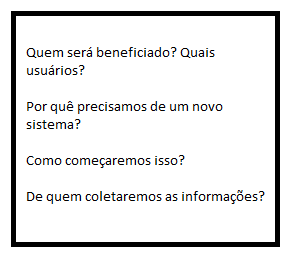 Quem será beneficiado? Quais
usuários?
Por quê precisamos de um novo
sistema?
Como começaremos isso?
De quem coletaremos as informações?